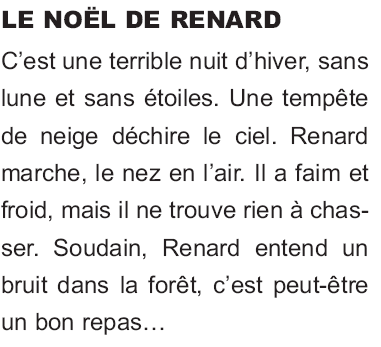 LE NOËL DE RENARD
C’est une terrible nuit d’hiver, sans
lune et sans étoiles. Une tempête
de neige déchire le ciel. Renard
marche, le nez en l’air. Il a faim et
froid, mais il ne trouve rien à chas-
ser. Soudain, Renard entend un
bruit dans la forêt, c’est peut-être
un bon repas…